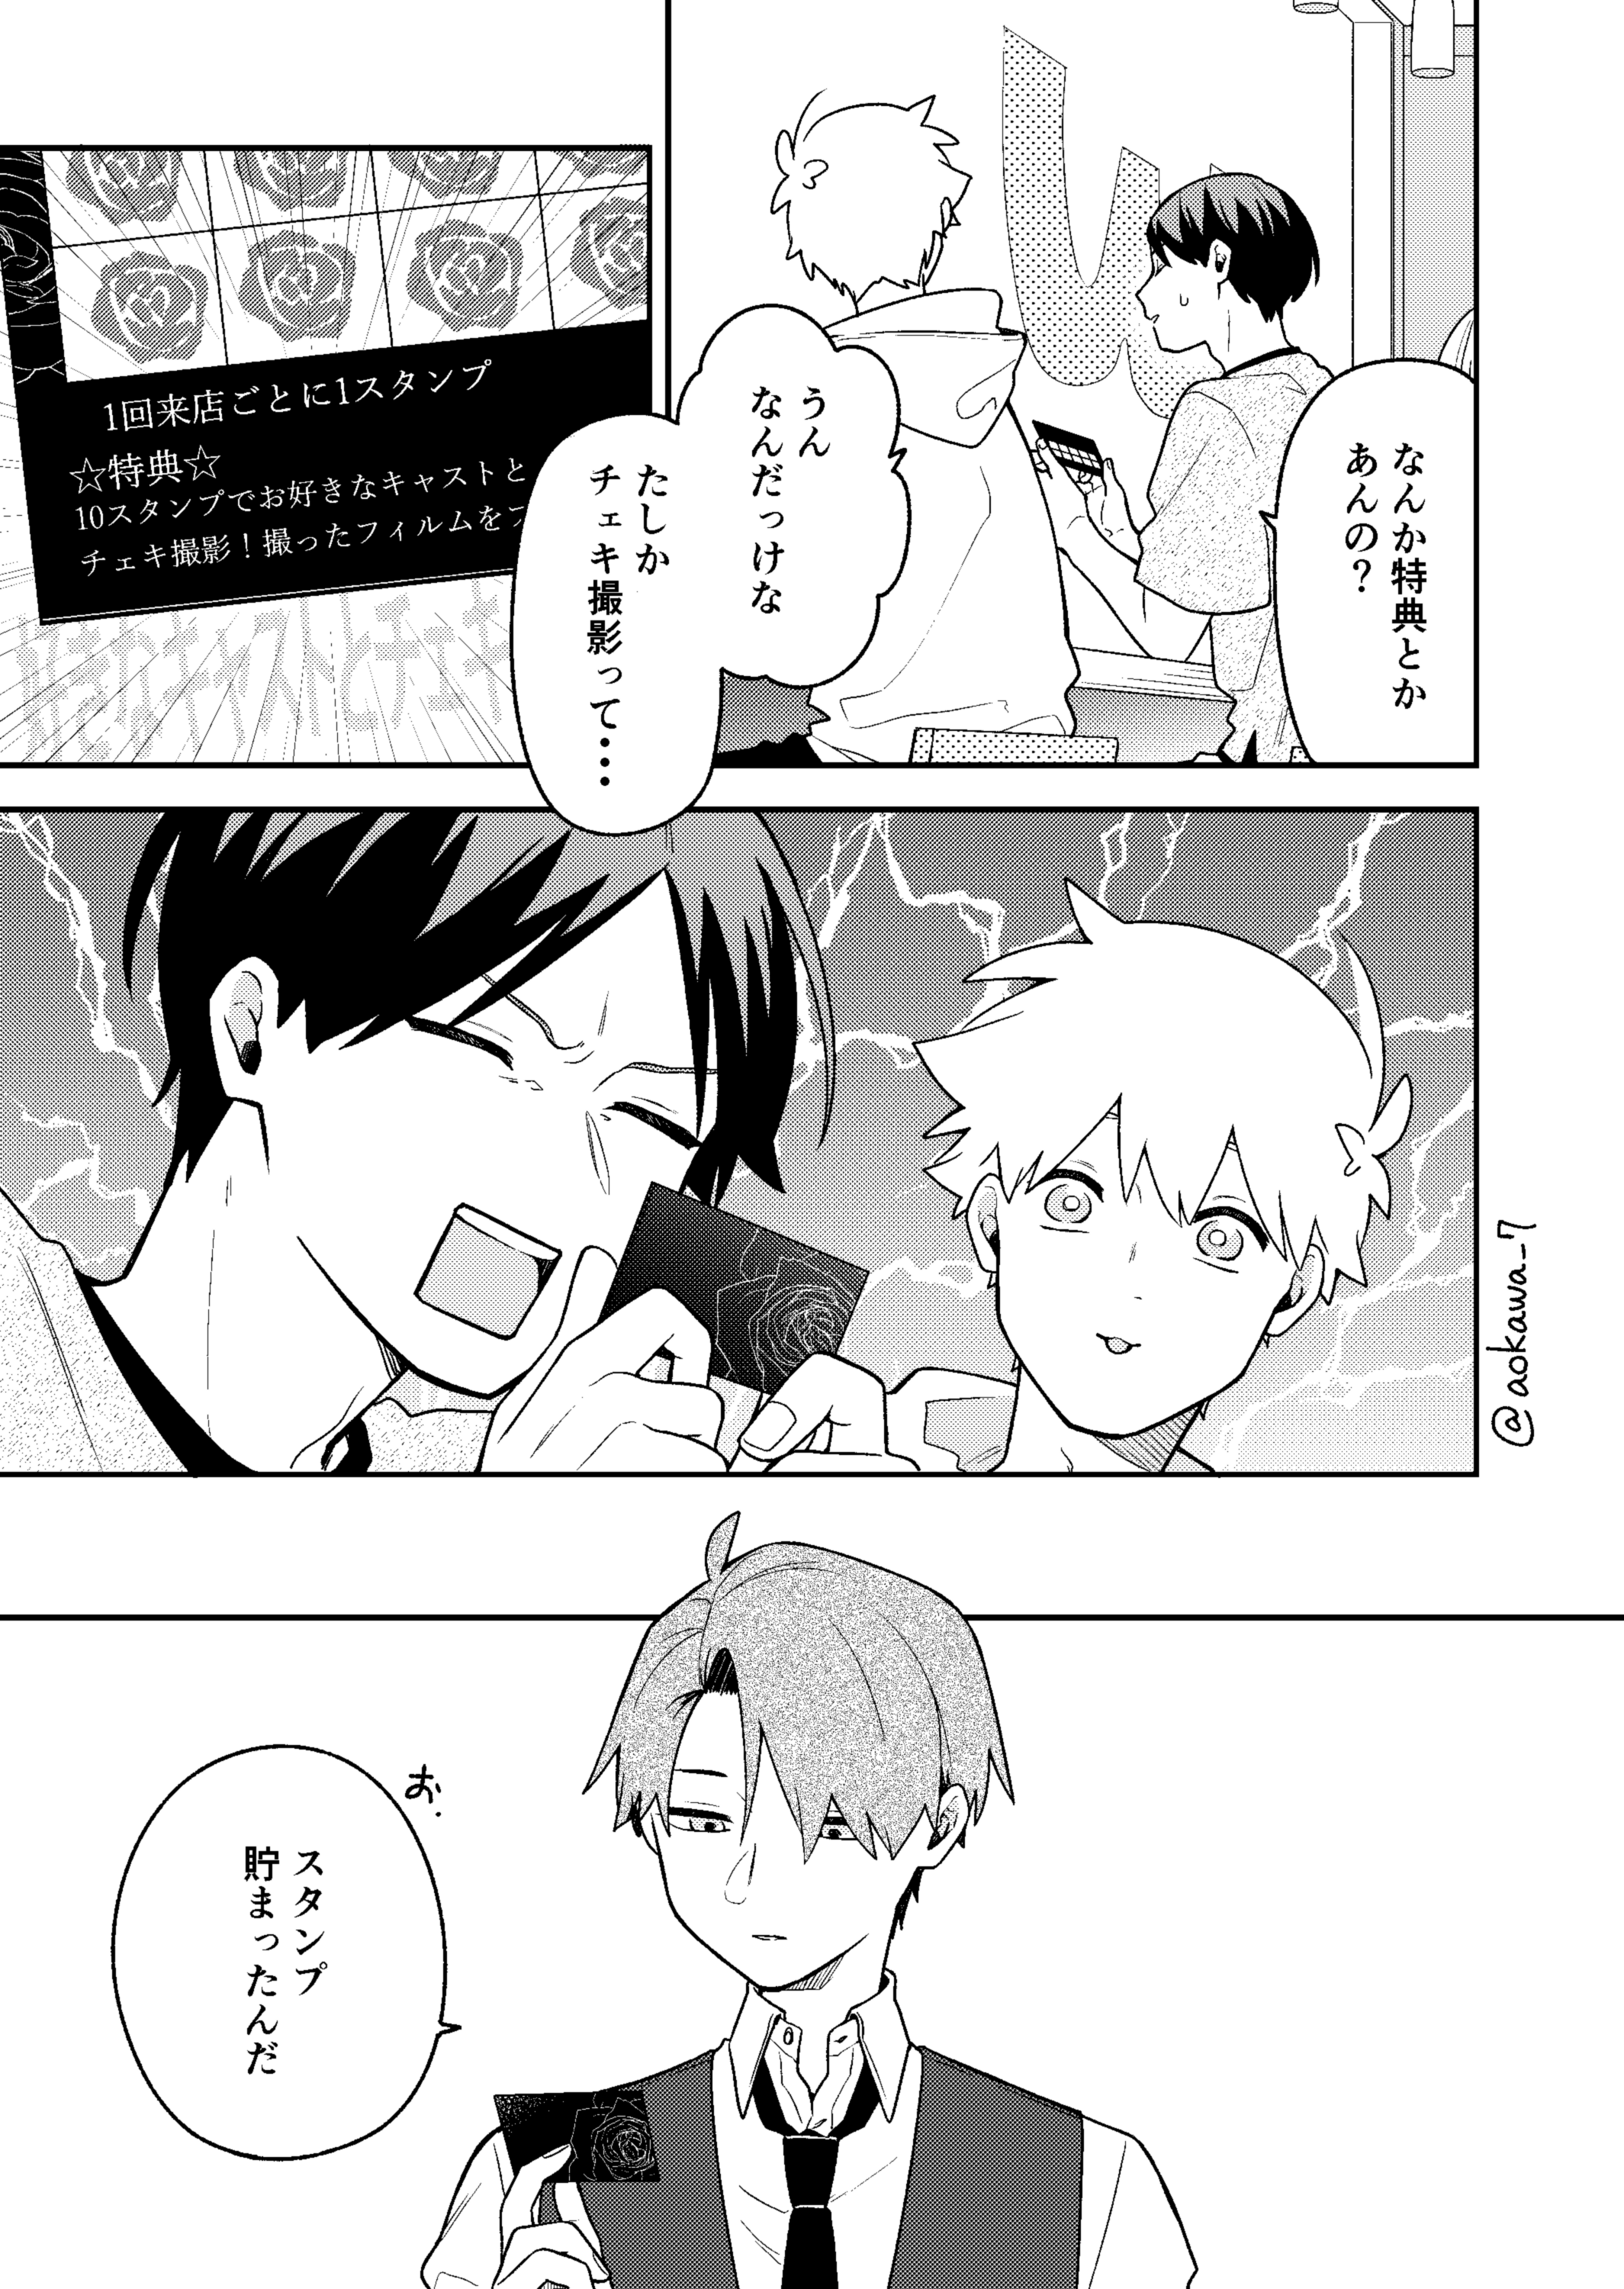 なんか特典とか
あんの？
うん
なんだっけな
たしか
チェキ撮影って・・・
1回来店ごとに1スタンプ
☆特典☆
10スタンプでお好きなキャストと
チェキ撮影！撮ったフィルムを
@aokawa_7
お、
スタンプ
貯まったんだ